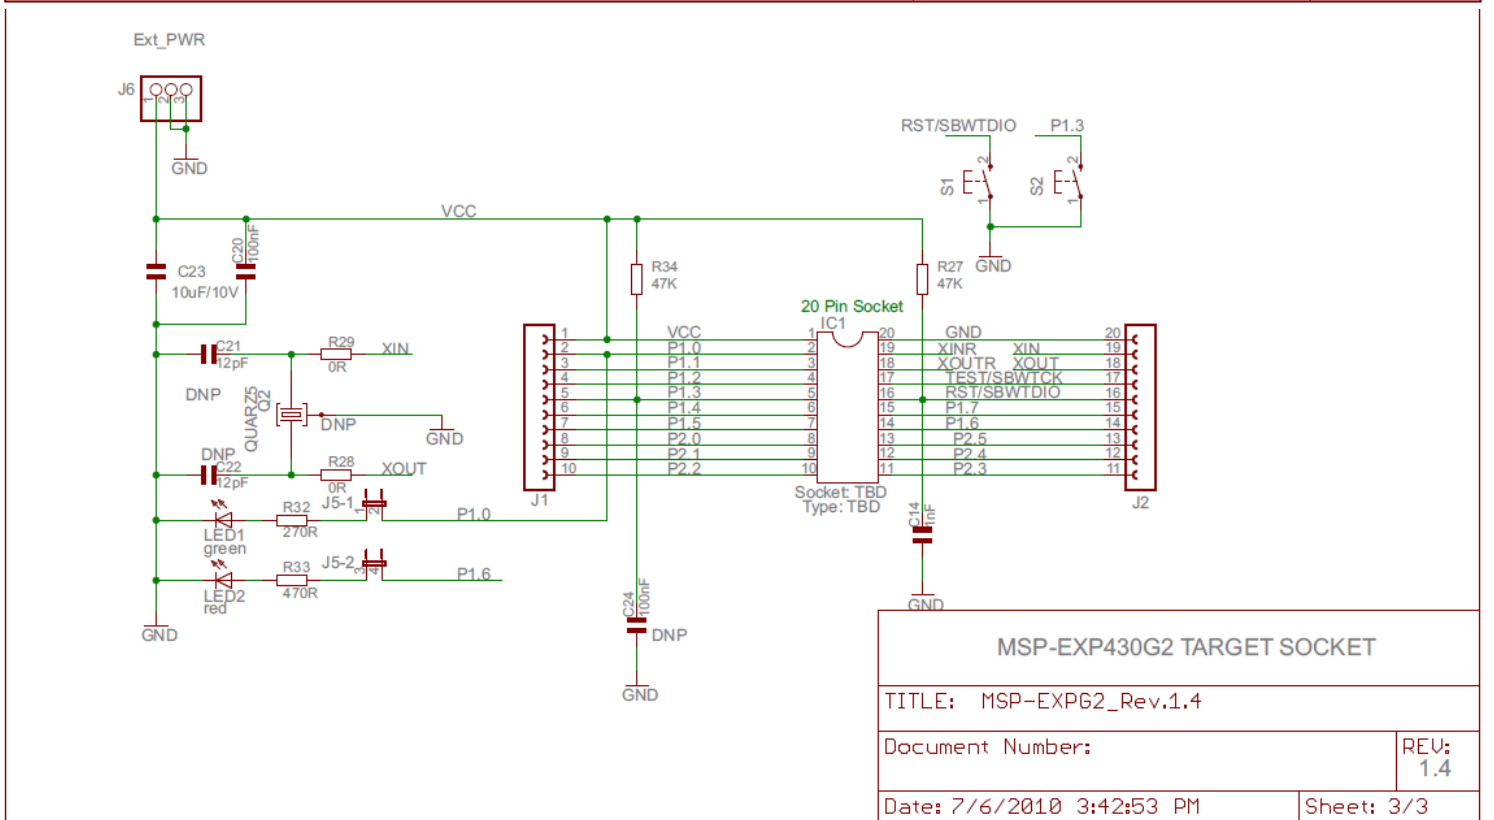 Ext_PWR
J6
1
2
3
GND
RST/SBWTDIO
P1.3
S1
2
1
S2
2
1
GND
VCC
C23
10uF/10V
C20
100nF
R34
47K
R27
47K
20 Pin Socket
IC1
C21
12pF
DNP
R29
0R
XIN
QUARZ5
Q2
DNP
GND
DNP
C22
12pF
R28
0R
XOUT
LED1
green
R32
270R
J5-1
1
2
P1.0
LED2
red
R33
470R
J5-2
3
4
P1.6
GND
1 VCC 1 20 GND 20
2 P1.0 2 19 XINR XIN 19
3 P1.1 3 18 XOUTR XOUT 18
4 P1.2 4 17 TEST/SBWTCK 17
5 P1.3 5 16 RST/SBWTDIO 16
6 P1.4 6 15 P1.7 15
7 P1.5 7 14 P1.6 14
8 P2.0 8 13 P2.5 13
9 P2.1 9 12 P2.4 12
10 P2.2 10 11 P2.3 11
J1
Socket: TBD
Type: TBD
J2
C14
1nF
GND
C24
100nF
DNP
GND
MSP-EXP430G2 TARGET SOCKET
TITLE: MSP-EXPG2_Rev.1.4
Document Number:
REV:
1.4
Date: 7/6/2010 3:42:53 PM
Sheet: 3/3